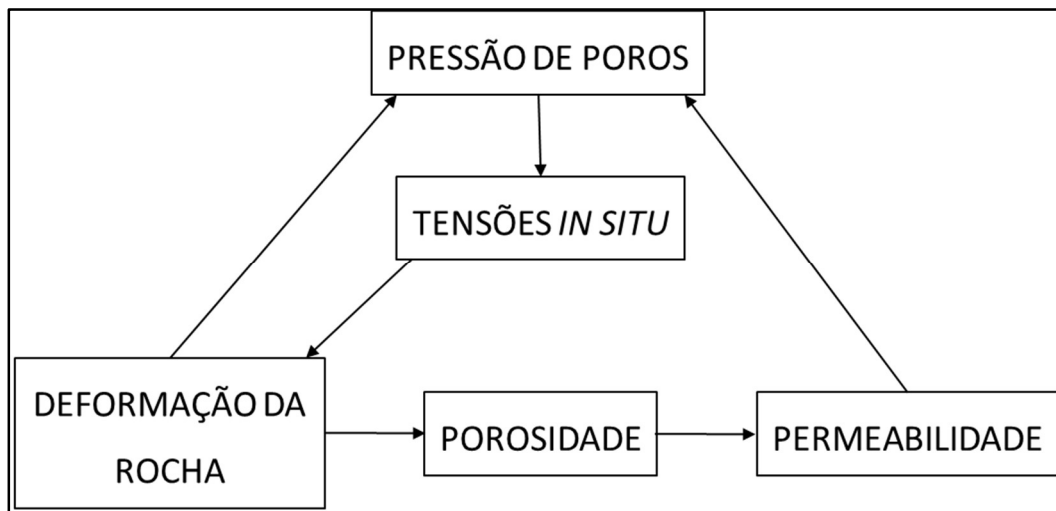 PRESSÃO DE POROS
TENSÕES IN SITU
DEFORMAÇÃO DA
ROCHA
POROSIDADE
PERMEABILIDADE